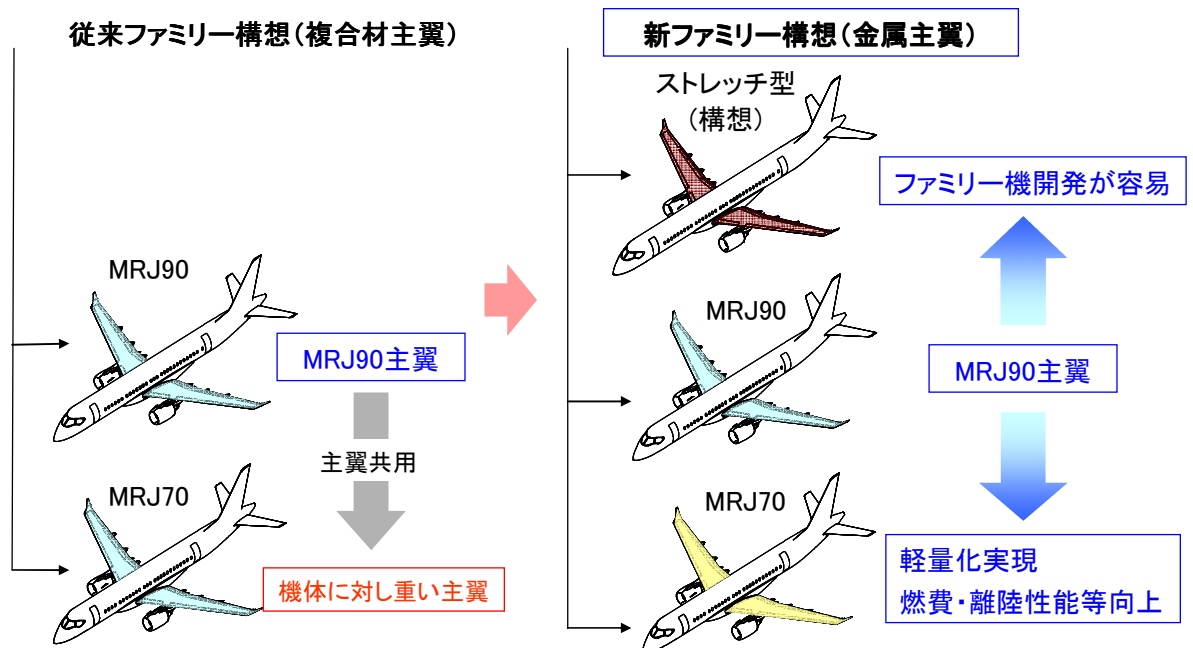 従来ファミリー構想(複合材主翼)
MRJ90
MRJ90主翼
主翼共用
MRJ70
機体に対し重い主翼
新ファミリー構想(金属主翼)
ストレッチ型
(構想)
ファミリー機開発が容易
MRJ90
MRJ90主翼
MRJ70
軽量化実現
燃費・離陸性能等向上